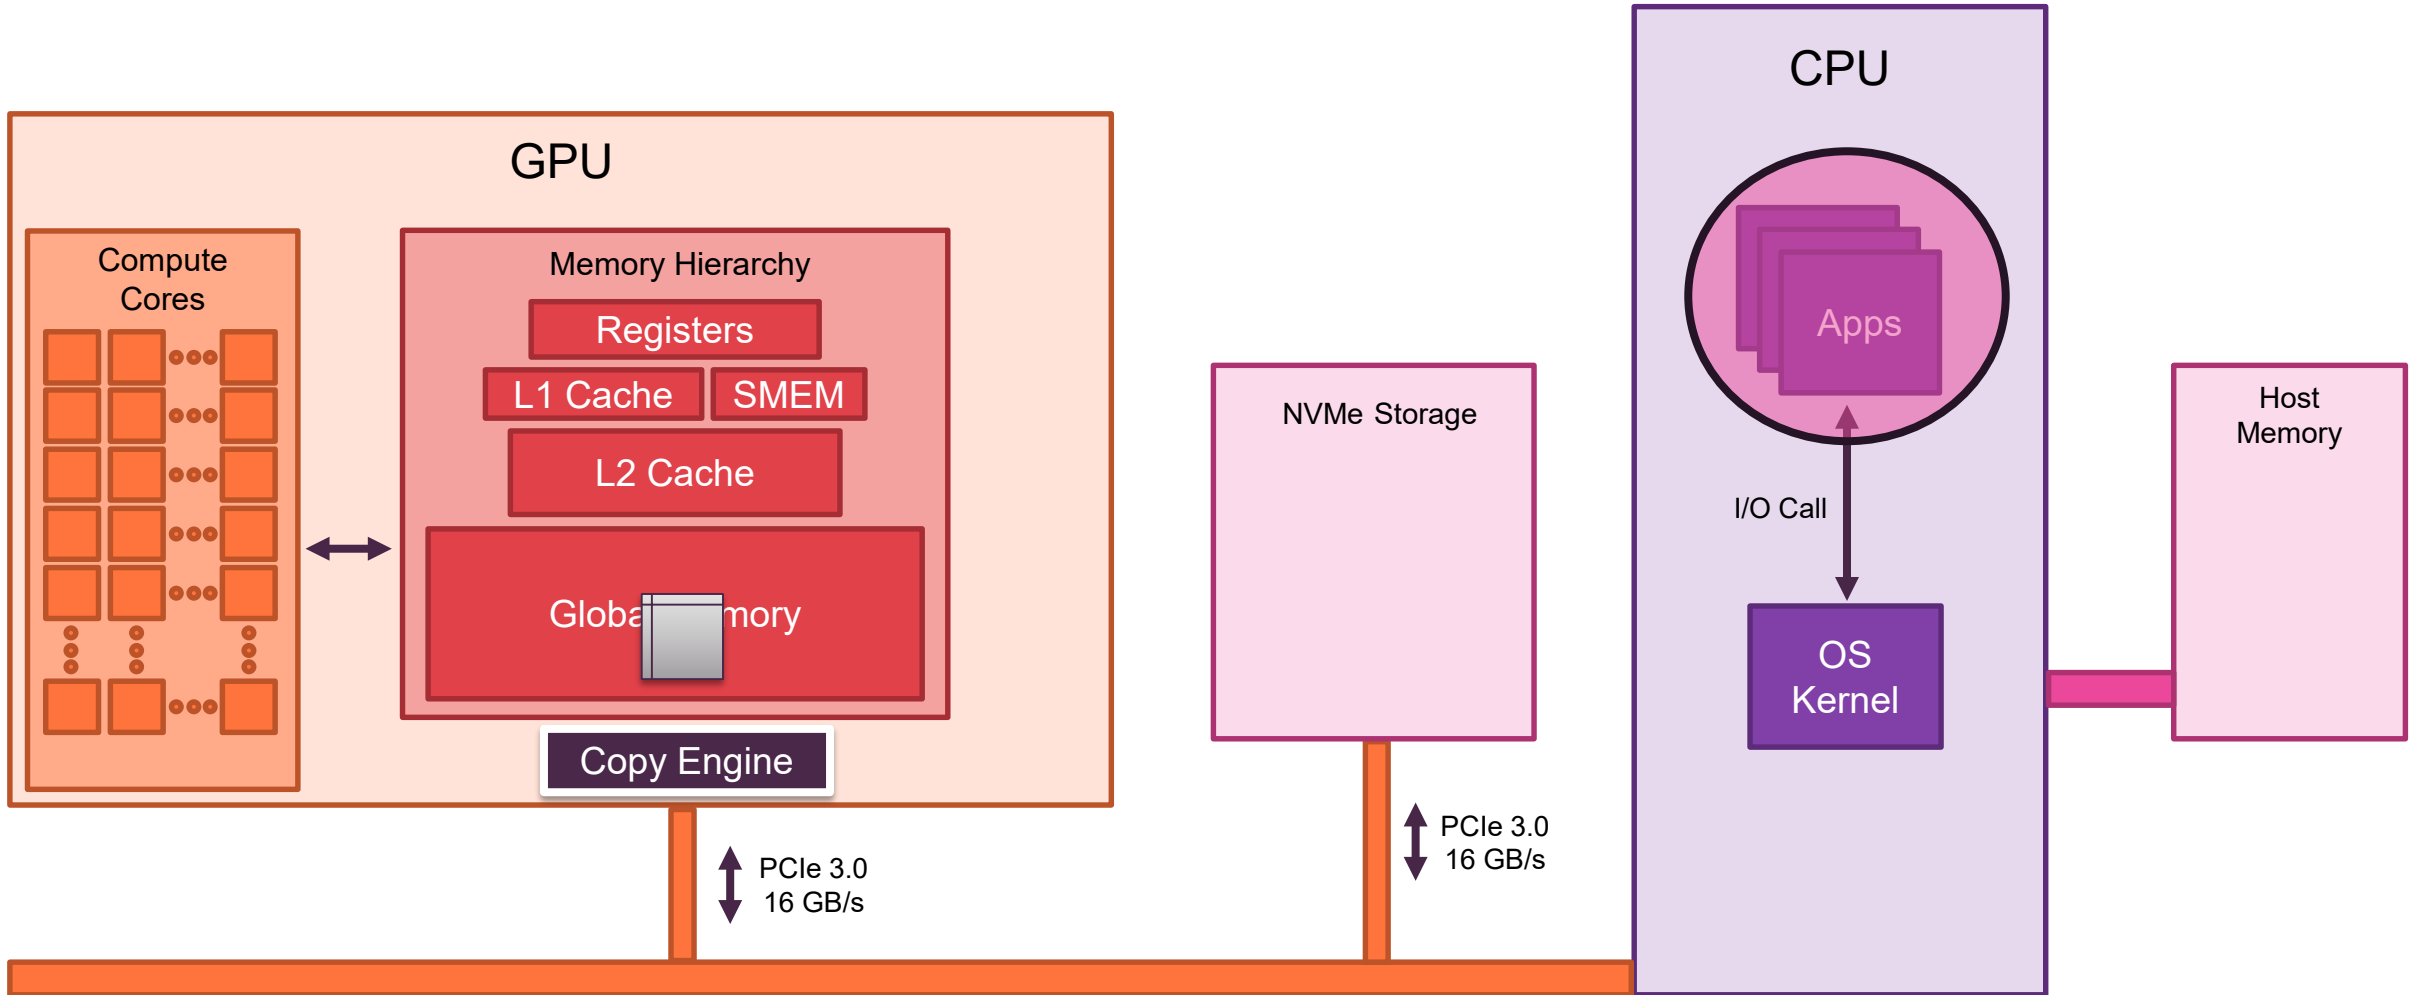 GPU
Compute
Cores
Memory Hierarchy
Registers
L1 Cache
SMEM
L2 Cache
Globa mory
Copy Engine
PCIe 3.0
16 GB/s
NVMe Storage
PCIe 3.0
16 GB/s
CPU
Apps
I/O Call
OS
Kernel
Host
Memory